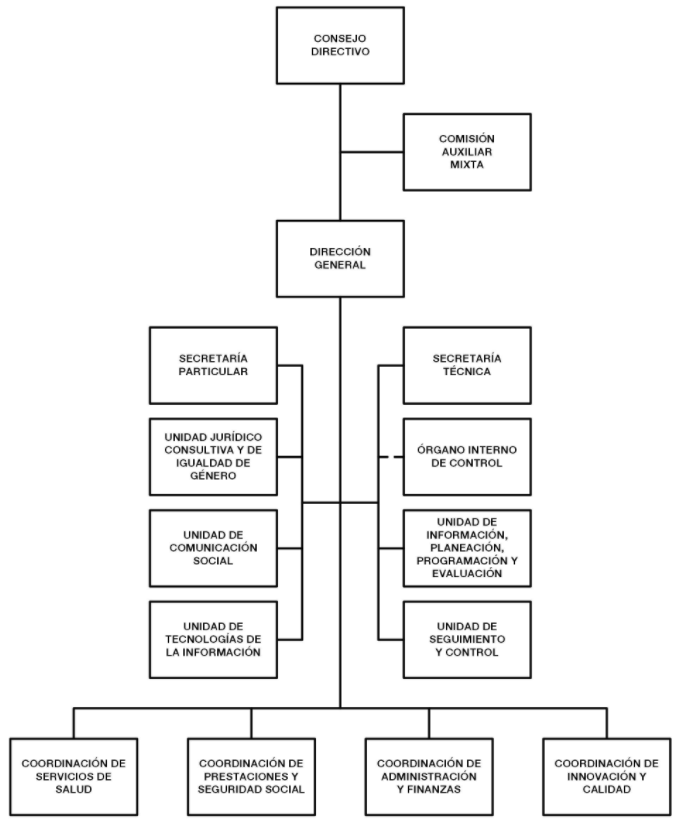 CONSEJO
DIRECTIVO
COMISIÓN
AUXILIAR
MIXTA
DIRECCIÓN
GENERAL
SECRETARÍA
PARTICULAR
SECRETARÍA
TÉCNICA
UNIDAD JURÍDICO
CONSULTIVA Y DE
IGUALDAD DE
GÉNERO
ÓRGANO INTERNO
DE CONTROL
UNIDAD DE
COMUNICACIÓN
SOCIAL
UNIDAD DE
INFORMACIÓN,
PLANEACIÓN,
PROGRAMACIÓN Y
EVALUACIÓN
UNIDAD DE
TECNOLOGÍAS DE
LA INFORMACIÓN
UNIDAD DE
SEGUIMIENTO
Y CONTROL
COORDINACIÓN DE
SERVICIOS DE
SALUD
COORDINACIÓN DE
PRESTACIONES Y
SEGURIDAD SOCIAL
COORDINACIÓN DE
ADMINISTRACIÓN
Y FINANZAS
COORDINACIÓN DE
INNOVACIÓN Y
CALIDAD